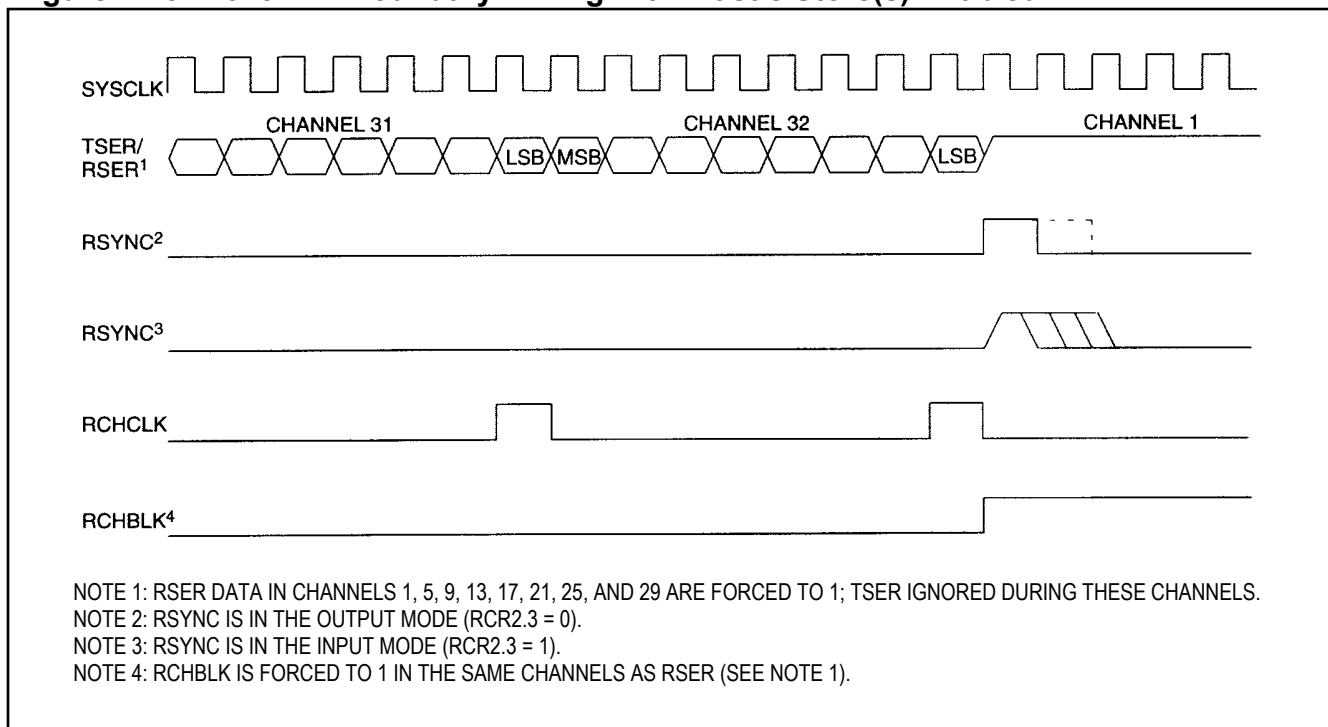 SYSCLK
CHANNEL 31 CHANNEL 32 CHANNEL 1
TSER/
RSER1
LSB MSB LSB
RSYNC2
RSYNC3
RCHCLK
RCHBLK4
NOTE 1: RSER DATA IN CHANNELS 1, 5, 9, 13, 17, 21, 25, AND 29 ARE FORCED TO 1; TSER IGNORED DURING THESE CHANNELS.
NOTE 2: RSYNC IS IN THE OUTPUT MODE (RCR2.3 = 0).
NOTE 3: RSYNC IS IN THE INPUT MODE (RCR2.3 = 1).
NOTE 4: RCHBLK IS FORCED TO 1 IN THE SAME CHANNELS AS RSER (SEE NOTE 1).